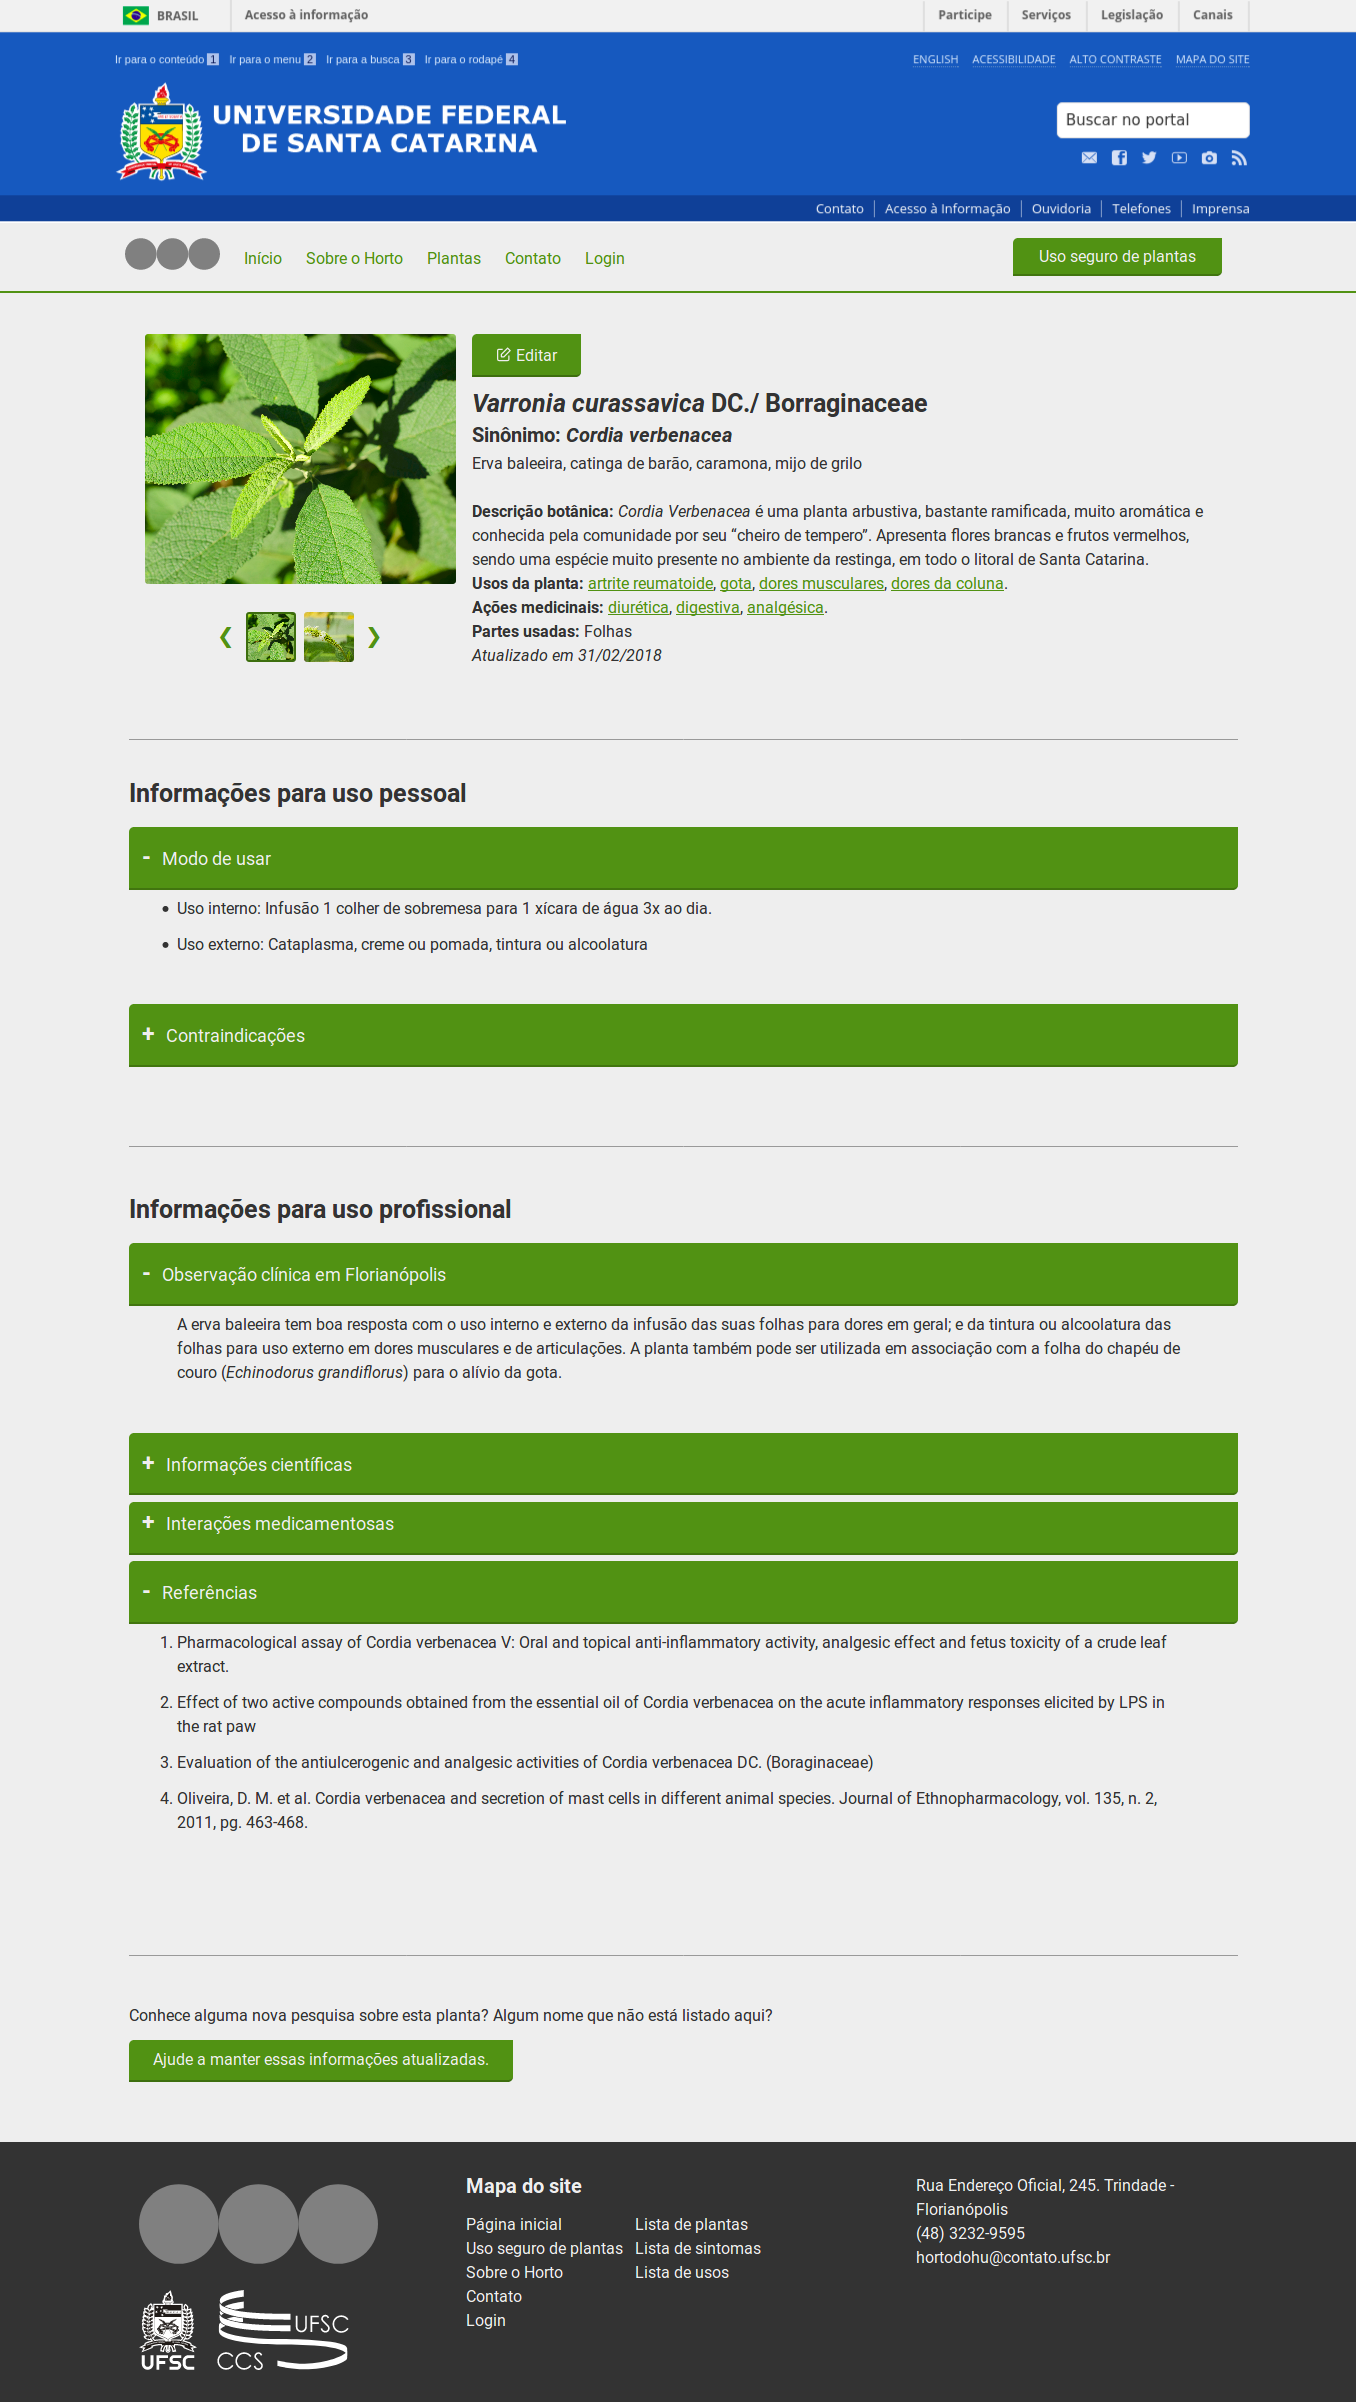 BRASIL
Acesso à informação
Participe
Serviços
Legislação
Canais
Ir para o conteúdo 1 Ir para o menu 2 Ir para a busca 3 Ir para o rodapé 4
ENGLISH ACESSIBILIDADE ALTO CONTRASTE MAPA DO SITE
UNIVERSIDADE FEDERAL
DE SANTA CATARINA
Buscar no portal
Contato
Acesso à Informação
Ouvidoria
Telefones
Imprensa
Início Sobre o Horto Plantas Contato Login
Uso seguro de plantas
Editar
Varronia curassavica DC./ Borraginaceae
Sinônimo: Cordia verbenacea
Erva baleeira, catinga de barão, caramona, mijo de grilo
Descrição botânica: Cordia Verbenacea é uma planta arbustiva, bastante ramificada, muito aromática e
conhecida pela comunidade por seu “cheiro de tempero”. Apresenta flores brancas e frutos vermelhos,
sendo uma espécie muito presente no ambiente da restinga, em todo o litoral de Santa Catarina.
Usos da planta: artrite reumatoide, gota, dores musculares, dores da coluna.
Ações medicinais: diurética, digestiva, analgésica.
Partes usadas: Folhas
Atualizado em 31/02/2018
❮ ❯
Informações para uso pessoal
- Modo de usar
• Uso interno: Infusão 1 colher de sobremesa para 1 xícara de água 3x ao dia.
• Uso externo: Cataplasma, creme ou pomada, tintura ou alcoolatura
+ Contraindicações
Informações para uso profissional
- Observação clínica em Florianópolis
A erva baleeira tem boa resposta com o uso interno e externo da infusão das suas folhas para dores em geral; e da tintura ou alcoolatura das
folhas para uso externo em dores musculares e de articulações. A planta também pode ser utilizada em associação com a folha do chapéu de
couro (Echinodorus grandiflorus) para o alívio da gota.
+ Informações científicas
+ Interações medicamentosas
- Referências
1. Pharmacological assay of Cordia verbenacea V: Oral and topical anti-inflammatory activity, analgesic effect and fetus toxicity of a crude leaf
extract.
2. Effect of two active compounds obtained from the essential oil of Cordia verbenacea on the acute inflammatory responses elicited by LPS in
the rat paw
3. Evaluation of the antiulcerogenic and analgesic activities of Cordia verbenacea DC. (Boraginaceae)
4. Oliveira, D. M. et al. Cordia verbenacea and secretion of mast cells in different animal species. Journal of Ethnopharmacology, vol. 135, n. 2,
2011, pg. 463-468.
Conhece alguma nova pesquisa sobre esta planta? Algum nome que não está listado aqui?
Ajude a manter essas informações atualizadas.
Mapa do site
Página inicial
Uso seguro de plantas
Sobre o Horto
Contato
Login
Lista de plantas
Lista de sintomas
Lista de usos
Rua Endereço Oficial, 245. Trindade -
Florianópolis
(48) 3232-9595
hortodohu@contato.ufsc.br
UFSC
UFSC
CCS